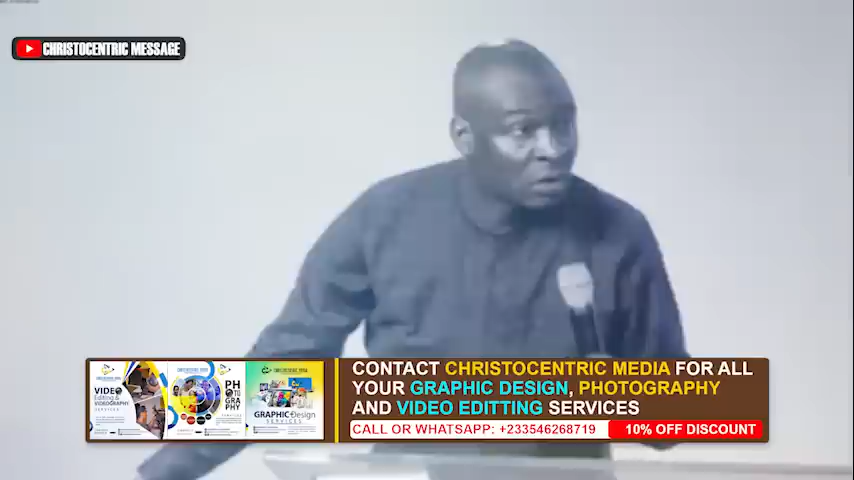 CHRISTOCENTRIC MESSAGE
VIDEO
Editing &
VIDEOGRAPHY
SERVICES
PHOTOGRAPHY
GRAPHIC Design
SERVICES
CONTACT CHRISTOCENTRIC MEDIA FOR ALL
YOUR GRAPHIC DESIGN, PHOTOGRAPHY
AND VIDEO EDITTING SERVICES
CALL OR WHATSAPP: +233546268719
10% OFF DISCOUNT